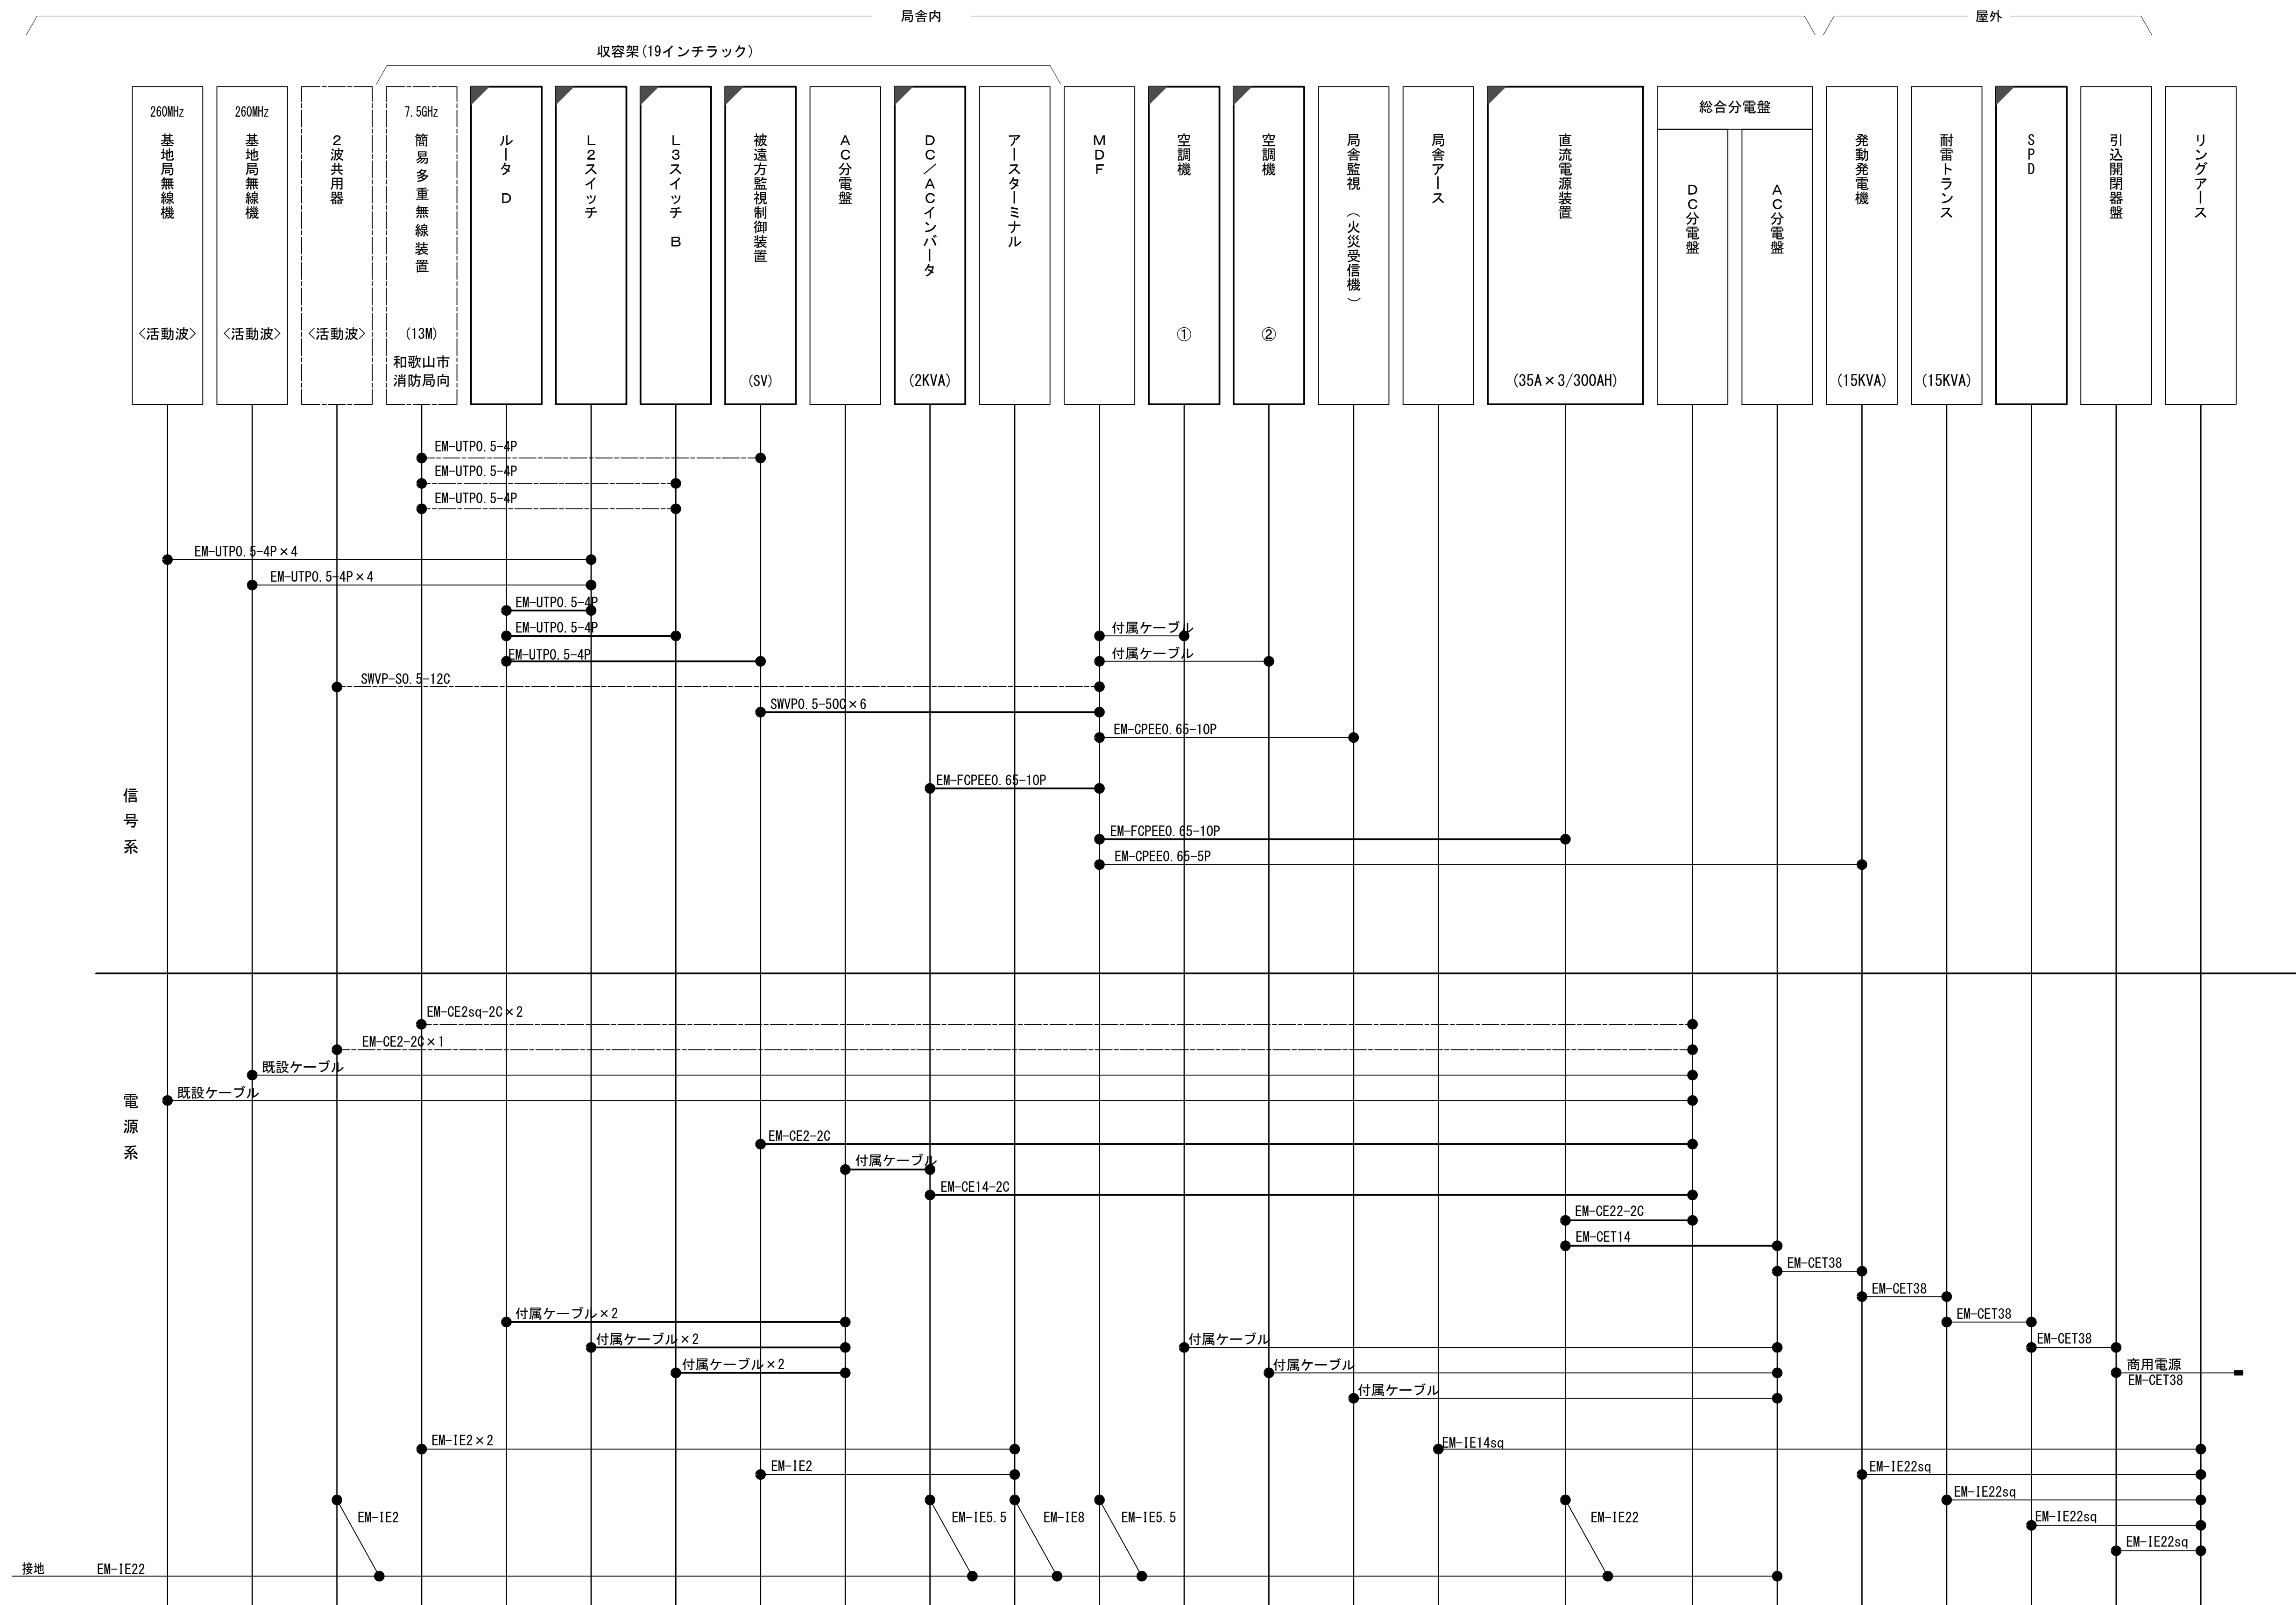 局舎内
屋外
収容架(19インチラック)
260MHz
基地局無線機
<活動波>
260MHz
基地局無線機
<活動波>
2波共用器
<活動波>
7.5GHz
簡易多重無線装置
(13M)
和歌山市
消防局向
ルータ D
L2スイッチ
L3スイッチ B
被遠方監視制御装置
(SV)
AC分電盤
DC/ACインバータ
(2KVA)
アースターミナル
MDF
空調機
①
空調機
②
局舎監視 (火災受信機)
局舎アース
直流電源装置
(35A×3/300AH)
総合分電盤
DC分電盤
AC分電盤
発動発電機
(15KVA)
耐雷トランス
(15KVA)
SPD
引込開閉器盤
リングアース
EM-UTP0.5-4P
EM-UTP0.5-4P
EM-UTP0.5-4P
EM-UTP0.5-4P×4
EM-UTP0.5-4P×4
EM-UTP0.5-4P
EM-UTP0.5-4P
付属ケーブル
EM-UTP0.5-4P
付属ケーブル
SWVP-S0.5-12C
SWVP0.5-50C×6
EM-CPEE0.65-10P
EM-FCPEE0.65-10P
信号系
EM-FCPEE0.65-10P
EM-CPEE0.65-5P
EM-CE2sq-2C×2
EM-CE2-2C×1
既設ケーブル
既設ケーブル
電源系
EM-CE2-2C
付属ケーブル
EM-CE14-2C
EM-CE22-2C
EM-CET14
EM-CET38
EM-CET38
付属ケーブル×2
EM-CET38
付属ケーブル×2
付属ケーブル
EM-CET38
付属ケーブル×2
付属ケーブル
商用電源
EM-CET38
付属ケーブル
EM-IE2×2
EM-IE14sq
EM-IE2
EM-IE22sq
EM-IE22sq
EM-IE2
EM-IE5.5
EM-IE8
EM-IE5.5
EM-IE22
EM-IE22sq
EM-IE22sq
接地
EM-IE22